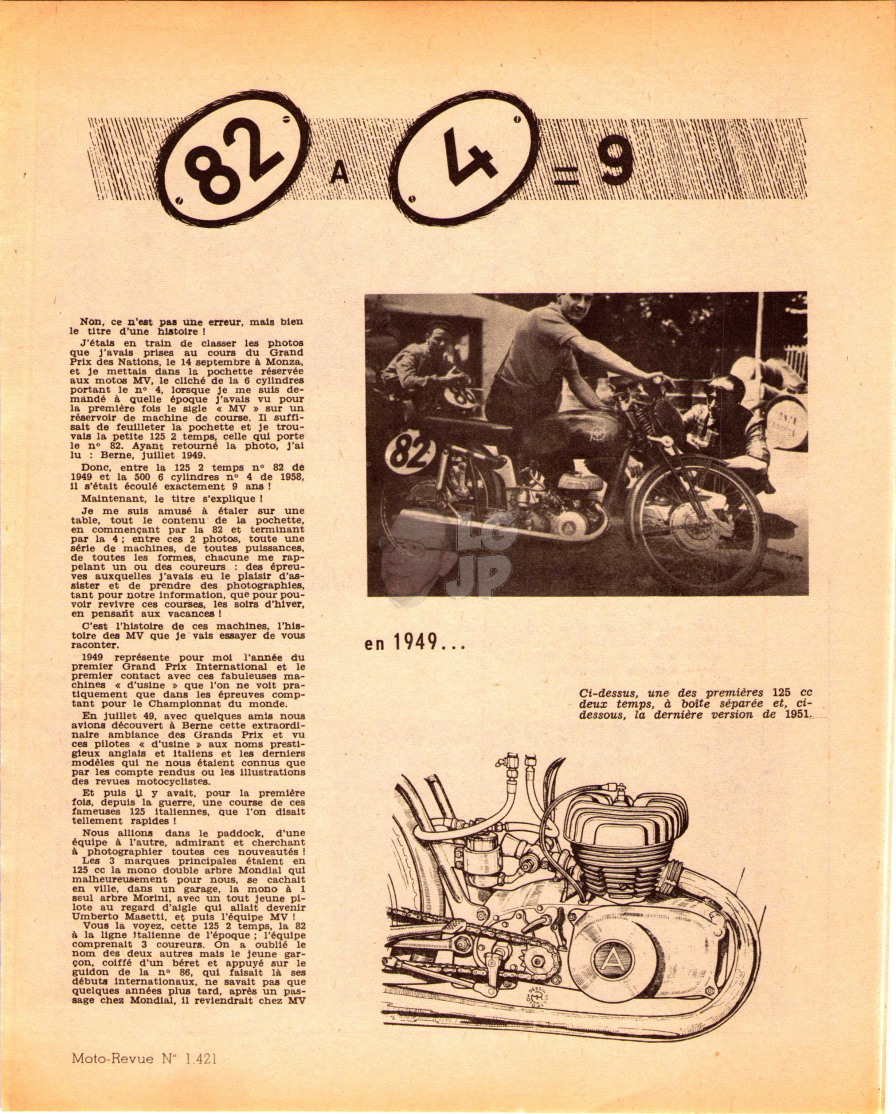 82 A 4 = 9
Non, ce n'est pas une erreur, mais bien
le titre d'une histoire !
J'étais en train de classer les photos
que j'avais prises au cours du Grand
Prix des Nations, le 14 septembre à Monza,
et je mettais dans la pochette réservée
aux motos MV, le cliché de la 6 cylindres
portant le n° 4, lorsque je me suis de-
mandé à quelle époque j'avais vu pour
la première fois le sigle « MV » sur un
réservoir de machine de course. Il suffi-
sait de feuilleter la pochette et je trou-
vais la petite 125 2 temps, celle qui porte
le n° 82. Ayant retourné la photo, j'ai
lu : Berne, juillet 1949.
Donc, entre la 125 2 temps n° 82 de
1949 et la 500 6 cylindres n° 4 de 1958,
il s'était écoulé exactement 9 ans !
Maintenant, le titre s'explique !
Je me suis amusé à étaler sur une
table, tout le contenu de la pochette,
en commençant par la 82 et terminant
par la 4 ; entre ces 2 photos, toute une
série de machines, de toutes puissances,
de toutes les formes, chacune me rap-
pelant un ou des coureurs : des épreu-
ves auxquelles j'avais eu le plaisir d'as-
sister et de prendre des photographies,
tant pour notre information, que pour pou-
voir revivre ces courses, les soirs d'hiver,
en pensant aux vacances !
C'est l'histoire de ces machines, l'his-
toire des MV que je vais essayer de vous
raconter.
1949 représente pour moi l'année du
premier Grand Prix International et le
premier contact avec ces fabuleuses ma-
chines « d'usine » que l'on ne voit pra-
tiquement que dans les épreuves comp-
tant pour le Championnat du monde.
En juillet 49, avec quelques amis nous
avions découvert à Berne cette extraordi-
naire ambiance des Grands Prix et vu
ces pilotes « d'usine » aux noms presti-
gieux anglais et italiens et les derniers
modèles qui ne nous étaient connus que
par les compte rendus ou les illustrations
des revues motocyclistes.
Et puis il y avait, pour la première
fois, depuis la guerre, une course de ces
fameuses 125 italiennes, que l'on disait
tellement rapides !
Nous allions dans le paddock, d'une
équipe à l'autre, admirant et cherchant
à photographier toutes ces nouveautés !
Les 3 marques principales étaient en
125 cc la mono double arbre Mondial qui
malheureusement pour nous, se cachait
en ville, dans un garage, la mono à 1
seul arbre Morini, avec un tout jeune pi-
lote au regard d'aigle qui allait devenir
Umberto Masetti, et puis l'équipe MV !
Vous la voyez, cette 125 2 temps, la 82
à la ligne italienne de l'époque ; l'équipe
comprenait 3 coureurs. On a oublié le
nom des deux autres mais le jeune gar-
çon, coiffé d'un béret et appuyé sur le
guidon de la n° 86, qui faisait là ses
débuts internationaux, ne savait pas que
quelques années plus tard, après un pas-
sage chez Mondial, il reviendrait chez MV
86
82
A
LC
JP
en 1949...
Ci-dessus, une des premières 125 cc
deux temps, à boîte séparée et, ci-
dessous, la dernière version de 1951.
A
Moto-Revue N° 1.421